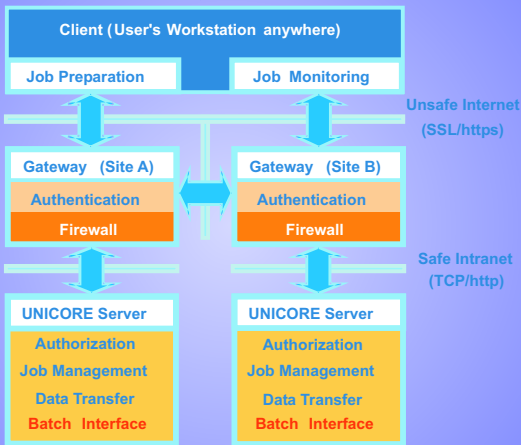 Client (User's Workstation anywhere)
Job Preparation
Job Monitoring
Unsafe Internet
(SSL/https)
Gateway (Site A)
Authentication
Firewall
Gateway (Site B)
Authentication
Firewall
Safe Intranet
(TCP/http)
UNICORE Server
Authorization
Job Management
Data Transfer
Batch Interface
UNICORE Server
Authorization
Job Management
Data Transfer
Batch Interface